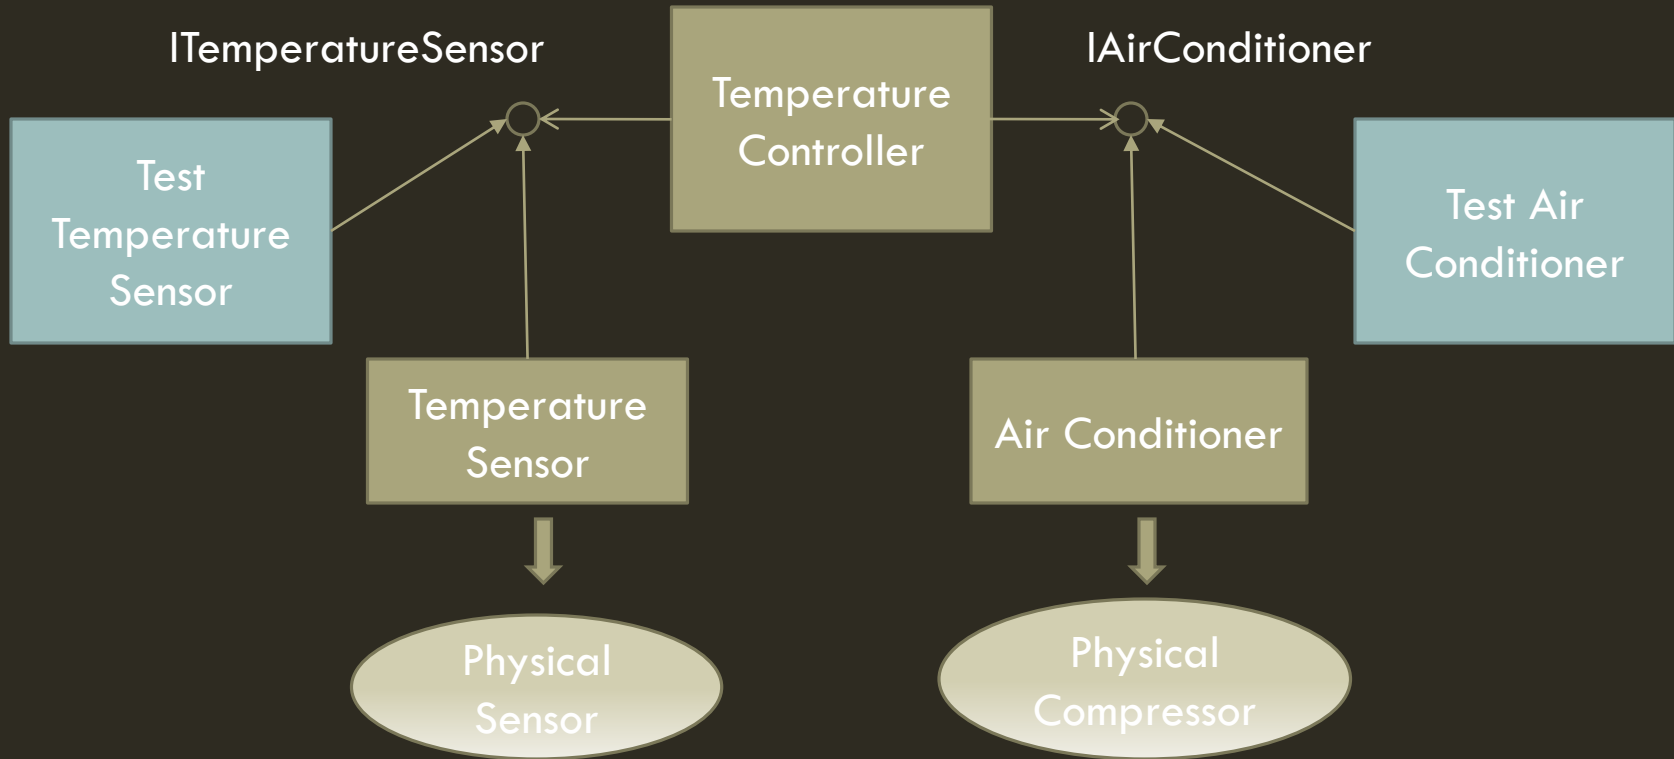 ITemperatureSensor
Temperature
Controller
IAirConditioner
Test
Temperature
Sensor
Test Air
Conditioner
Temperature
Sensor
Air Conditioner
Physical
Sensor
Physical
Compressor